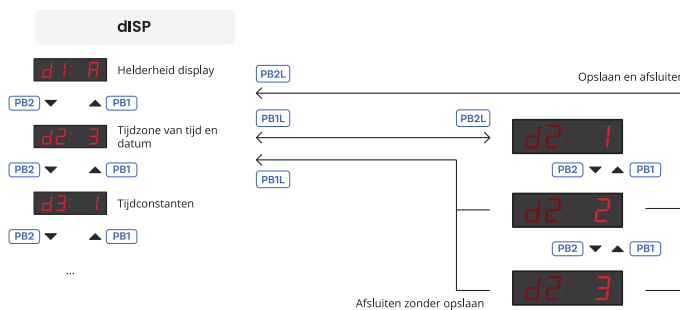 dISP
d1: A
Helderheid display
PB2L
Opslaan en afsluiten
PB2
PB1
PB1L
PB2L
d2: 3
Tijdzone van tijd en
datum
d2: 1
PB2
PB1
PB2
PB1
PB1L
d3: 1
Tijdconstanten
d2: 2
PB2
PB1
PB2
PB1
...
d2: 3
Afsluiten zonder opslaan